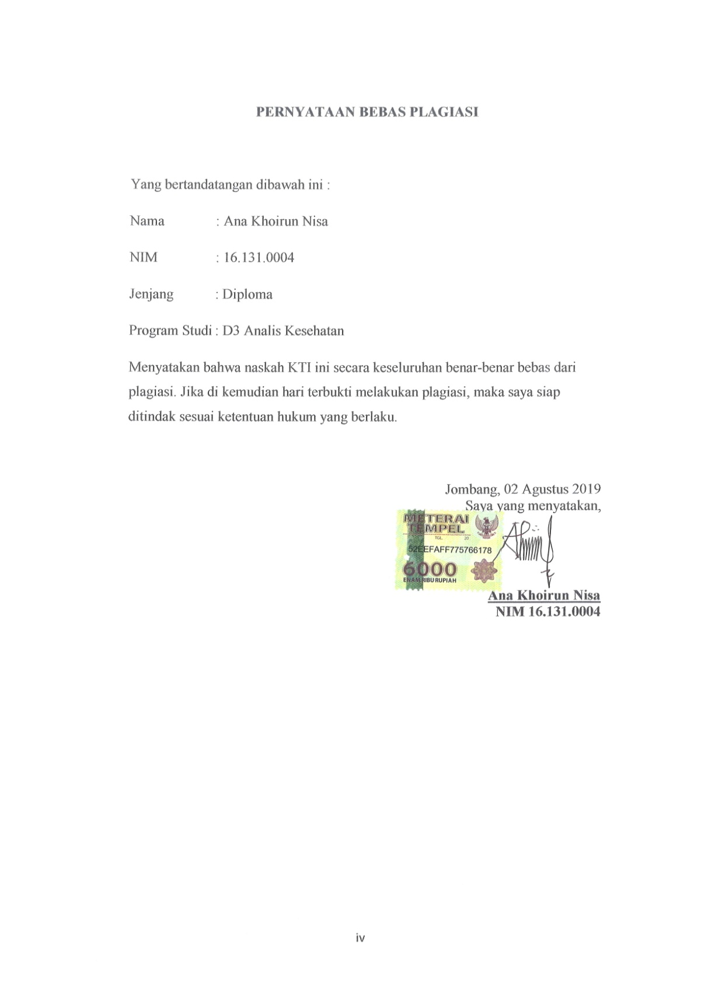 PERNYATAAN BEBAS PLAGIASI
Yang bertandatangan dibawah ini :
Nama : Ana Khoirun Nisa
NIM : 16.131.0004
Jenjang : Diploma
Program Studi : D3 Analis Kesehatan
Menyatakan bahwa naskah KTI ini secara keseluruhan benar-benar bebas dari
plagiasi. Jika di kemudian hari terbukti melakukan plagiasi, maka saya siap
ditindak sesuai ketentuan hukum yang berlaku.
Jombang, 02 Agustus 2019
Saya yang menyatakan,
METERAI
TEMPEL
TGL. 20
52EEFAFF775766178
6000
ENAM RIBU RUPIAH
Ana Khoirun Nisa
NIM 16.131.0004
iv